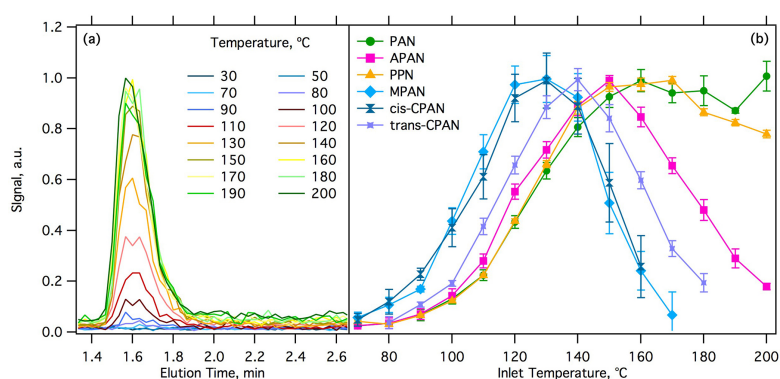 (a)
Temperature, ºC
30 50
70 80
90 100
110 120
130 140
150 160
170 180
190 200
Signal, a.u.
1.2
1.0
0.8
0.6
0.4
0.2
0.0
1.4 1.6 1.8 2.0 2.2 2.4 2.6
Elution Time, min
(b)
PAN
APAN
PPN
MPAN
cis-CPAN
trans-CPAN
80 100 120 140 160 180 200
Inlet Temperature, ºC